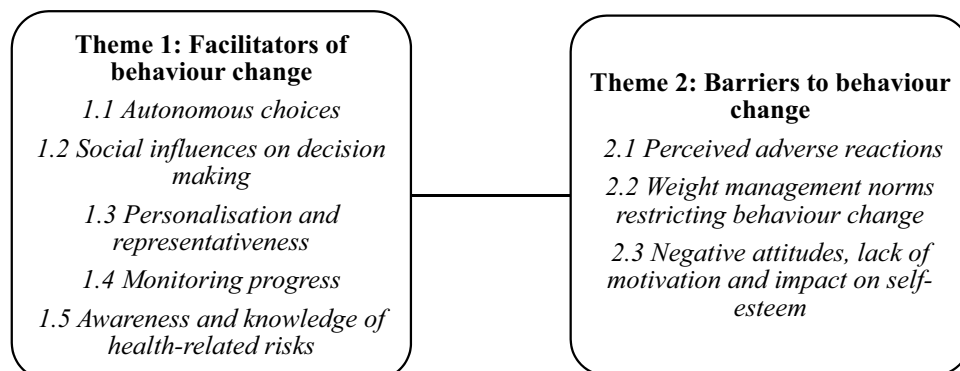 Theme 1: Facilitators of
behaviour change
1.1 Autonomous choices
1.2 Social influences on decision
making
1.3 Personalisation and
representativeness
1.4 Monitoring progress
1.5 Awareness and knowledge of
health-related risks
Theme 2: Barriers to behaviour
change
2.1 Perceived adverse reactions
2.2 Weight management norms
restricting behaviour change
2.3 Negative attitudes, lack of
motivation and impact on self-
esteem